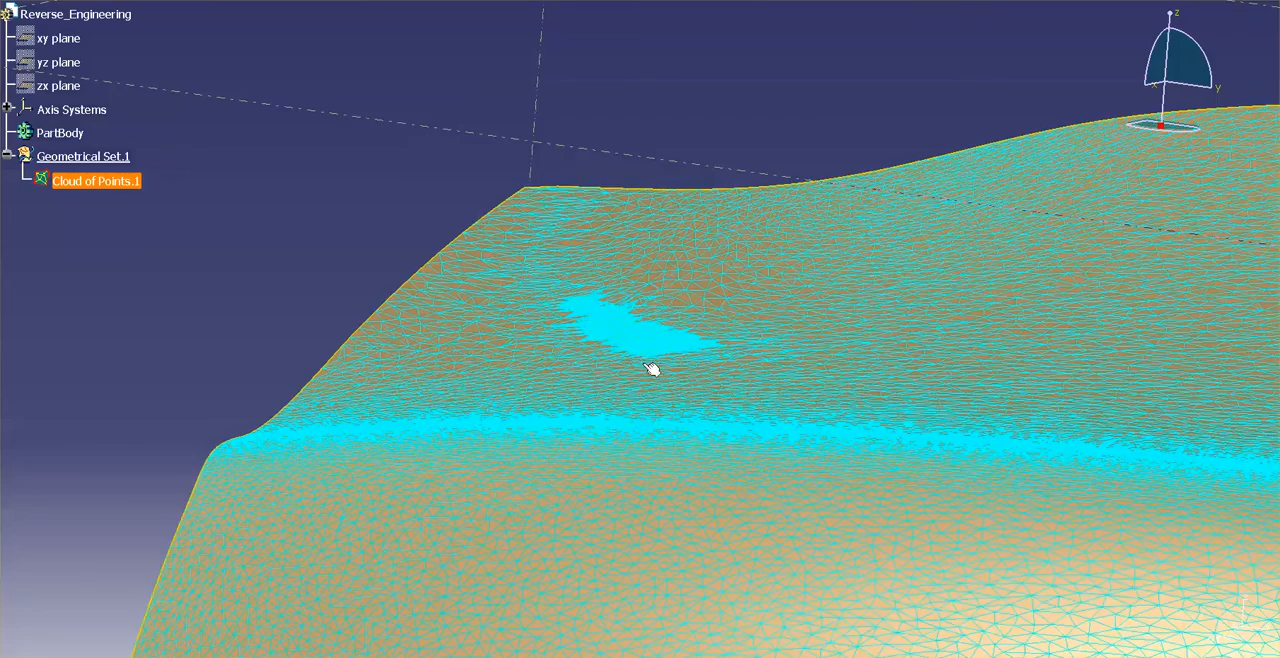 Reverse_Engineering
xy plane
yz plane
zx plane
Axis Systems
PartBody
Geometrical Set.1
Cloud of Points.1
z
x
y